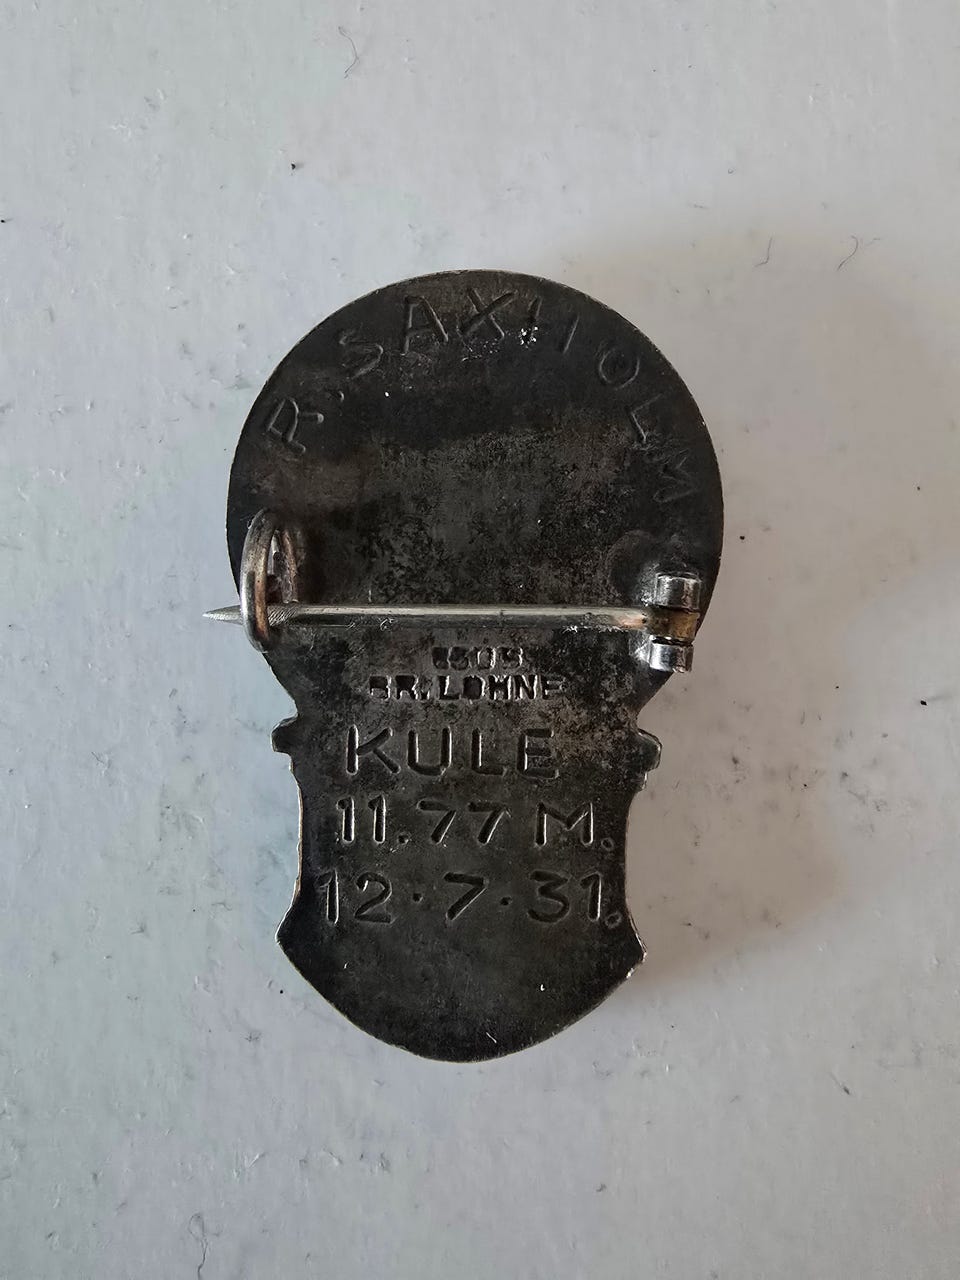 R. SAXHOLM
830S
BR. LOHNE
KULE
11.77 M.
12.7.31.